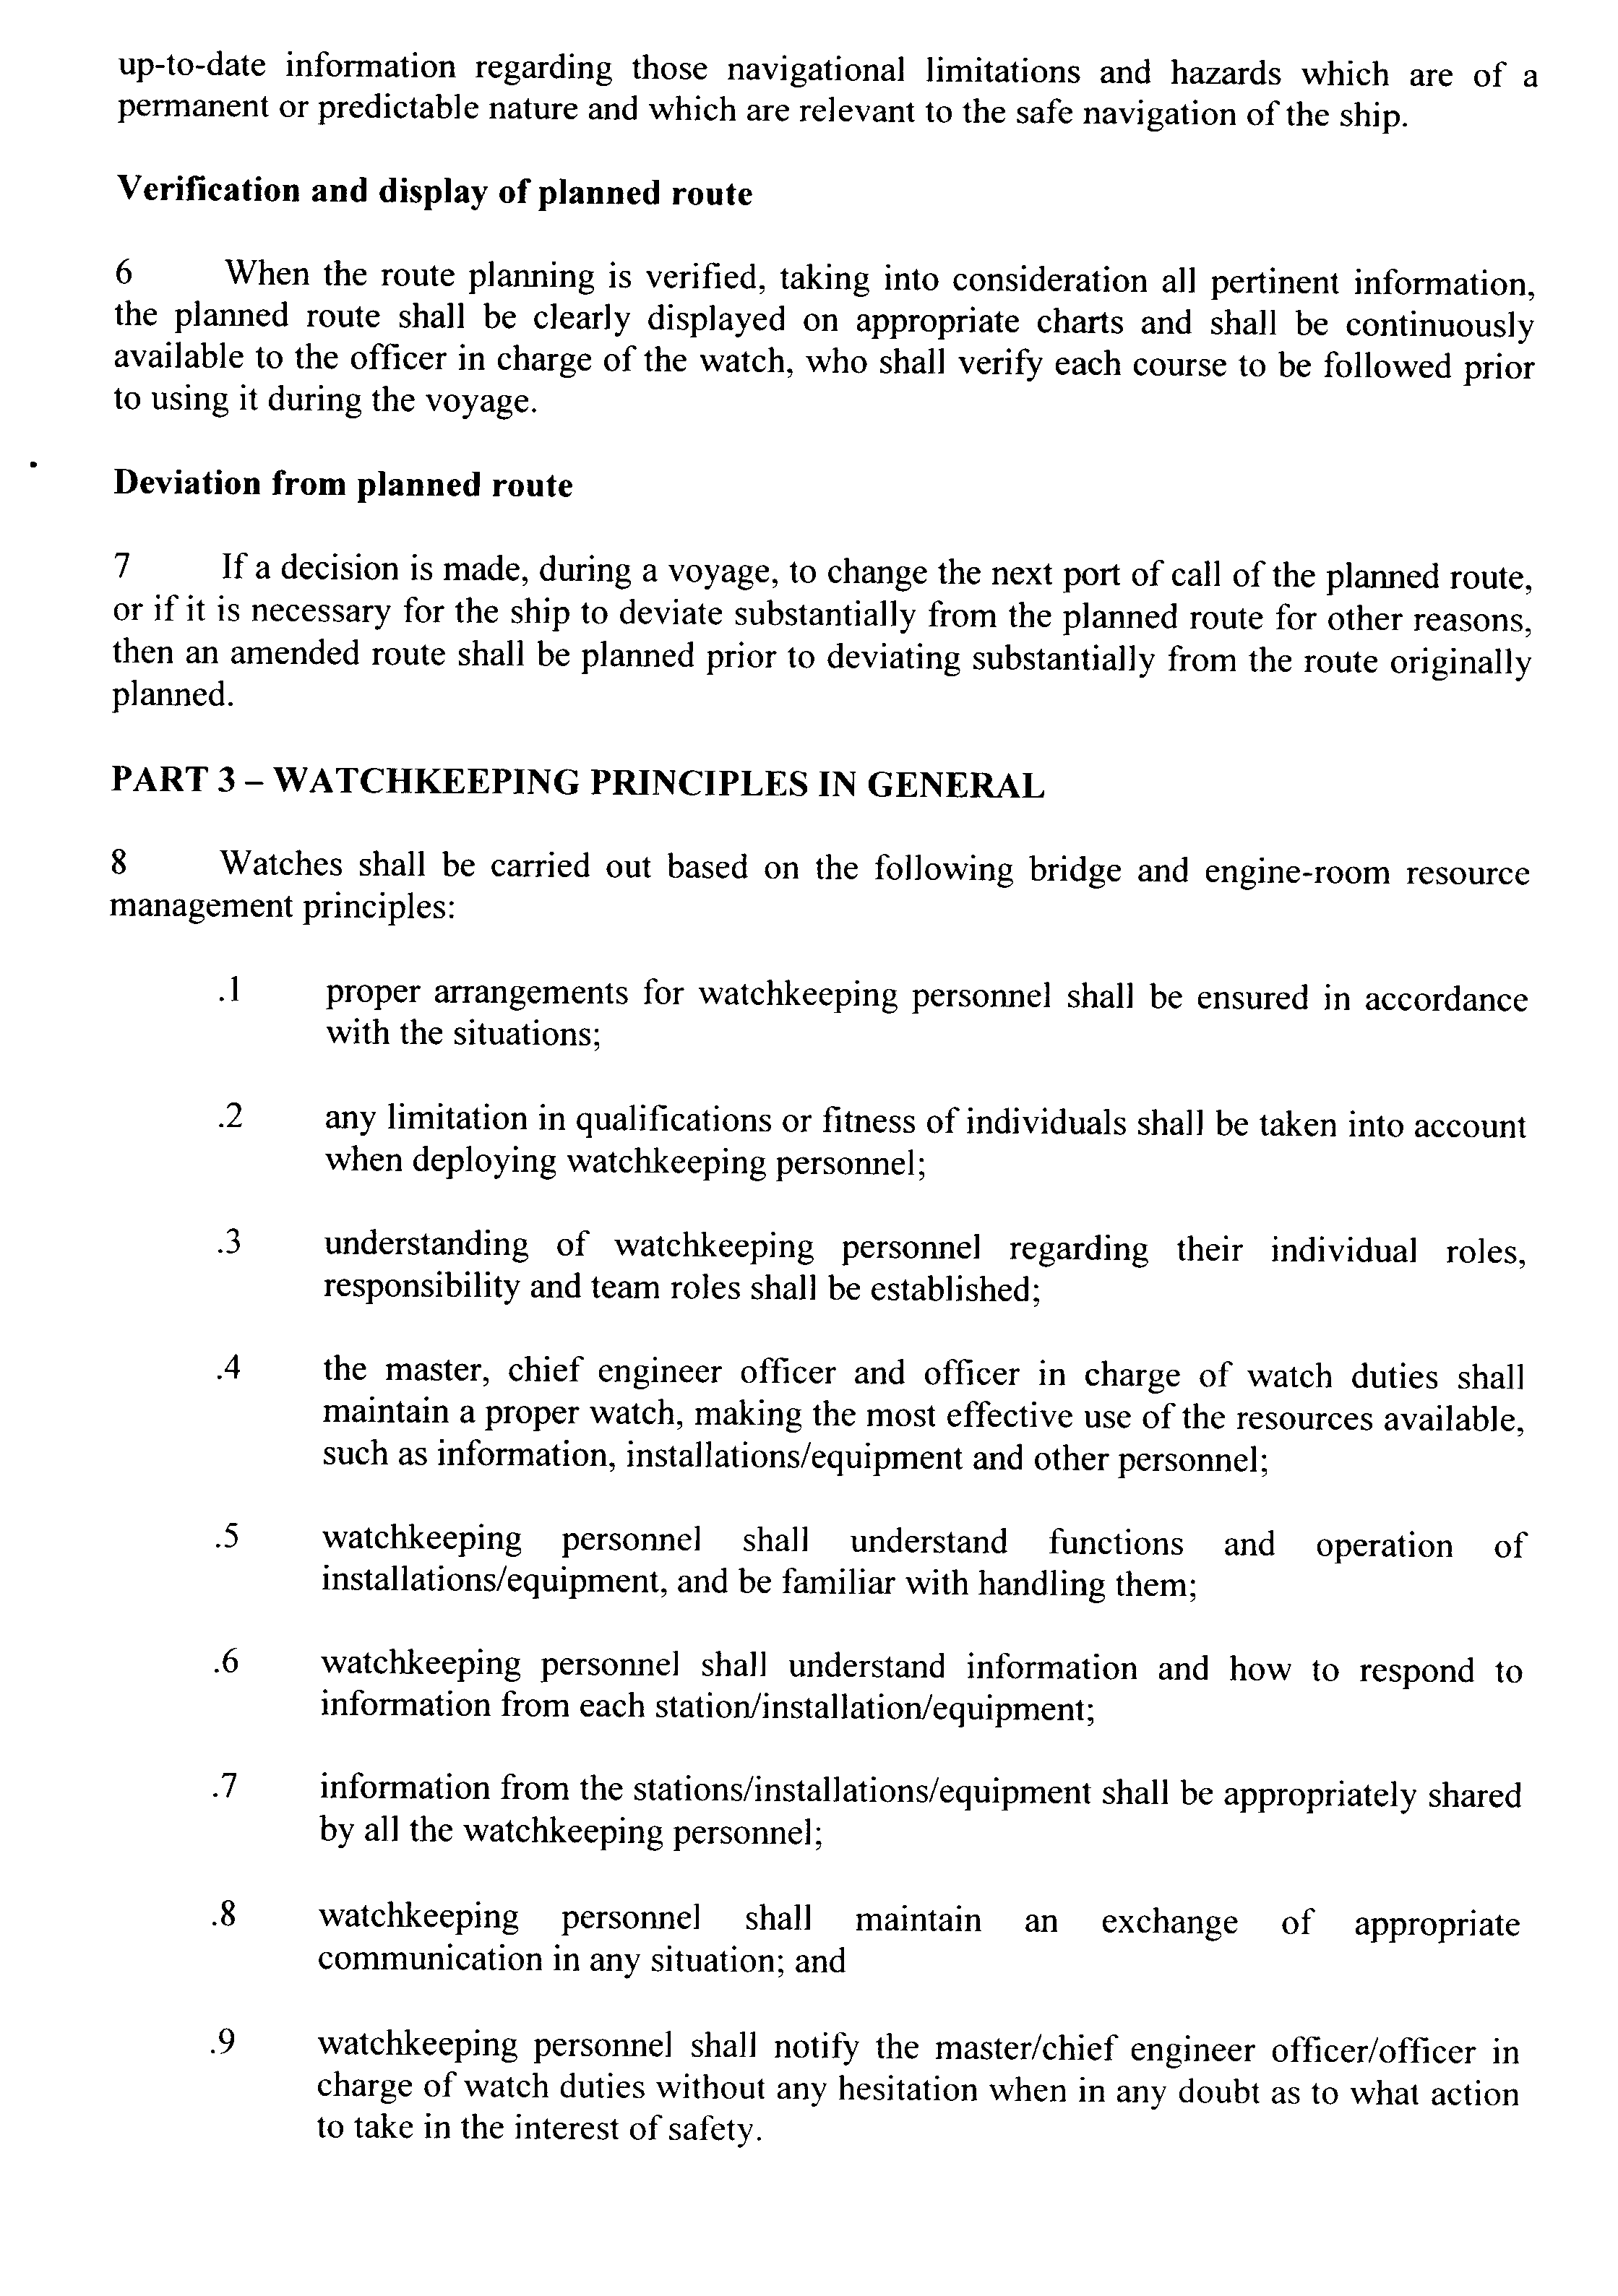 up-to-date information regarding those navigational limitations and hazards which are of a
permanent or predictable nature and which are relevant to the safe navigation of the ship.
Verification and display of planned route
6 When the route planning is verified, taking into consideration all pertinent information,
the planned route shall be clearly displayed on appropriate charts and shall be continuously
available to the officer in charge of the watch, who shall verify each course to be followed prior
to using it during the voyage.
Deviation from planned route
7 If a decision is made, during a voyage, to change the next port of call of the planned route,
or if it is necessary for the ship to deviate substantially from the planned route for other reasons,
then an amended route shall be planned prior to deviating substantially from the route originally
planned.
PART 3 – WATCHKEEPING PRINCIPLES IN GENERAL
8 Watches shall be carried out based on the following bridge and engine-room resource
management principles:
.1 proper arrangements for watchkeeping personnel shall be ensured in accordance
with the situations;
.2 any limitation in qualifications or fitness of individuals shall be taken into account
when deploying watchkeeping personnel;
.3 understanding of watchkeeping personnel regarding their individual roles,
responsibility and team roles shall be established;
.4 the master, chief engineer officer and officer in charge of watch duties shall
maintain a proper watch, making the most effective use of the resources available,
such as information, installations/equipment and other personnel;
.5 watchkeeping personnel shall understand functions and operation of
installations/equipment, and be familiar with handling them;
.6 watchkeeping personnel shall understand information and how to respond to
information from each station/installation/equipment;
.7 information from the stations/installations/equipment shall be appropriately shared
by all the watchkeeping personnel;
.8 watchkeeping personnel shall maintain an exchange of appropriate
communication in any situation; and
.9 watchkeeping personnel shall notify the master/chief engineer officer/officer in
charge of watch duties without any hesitation when in any doubt as to what action
to take in the interest of safety.